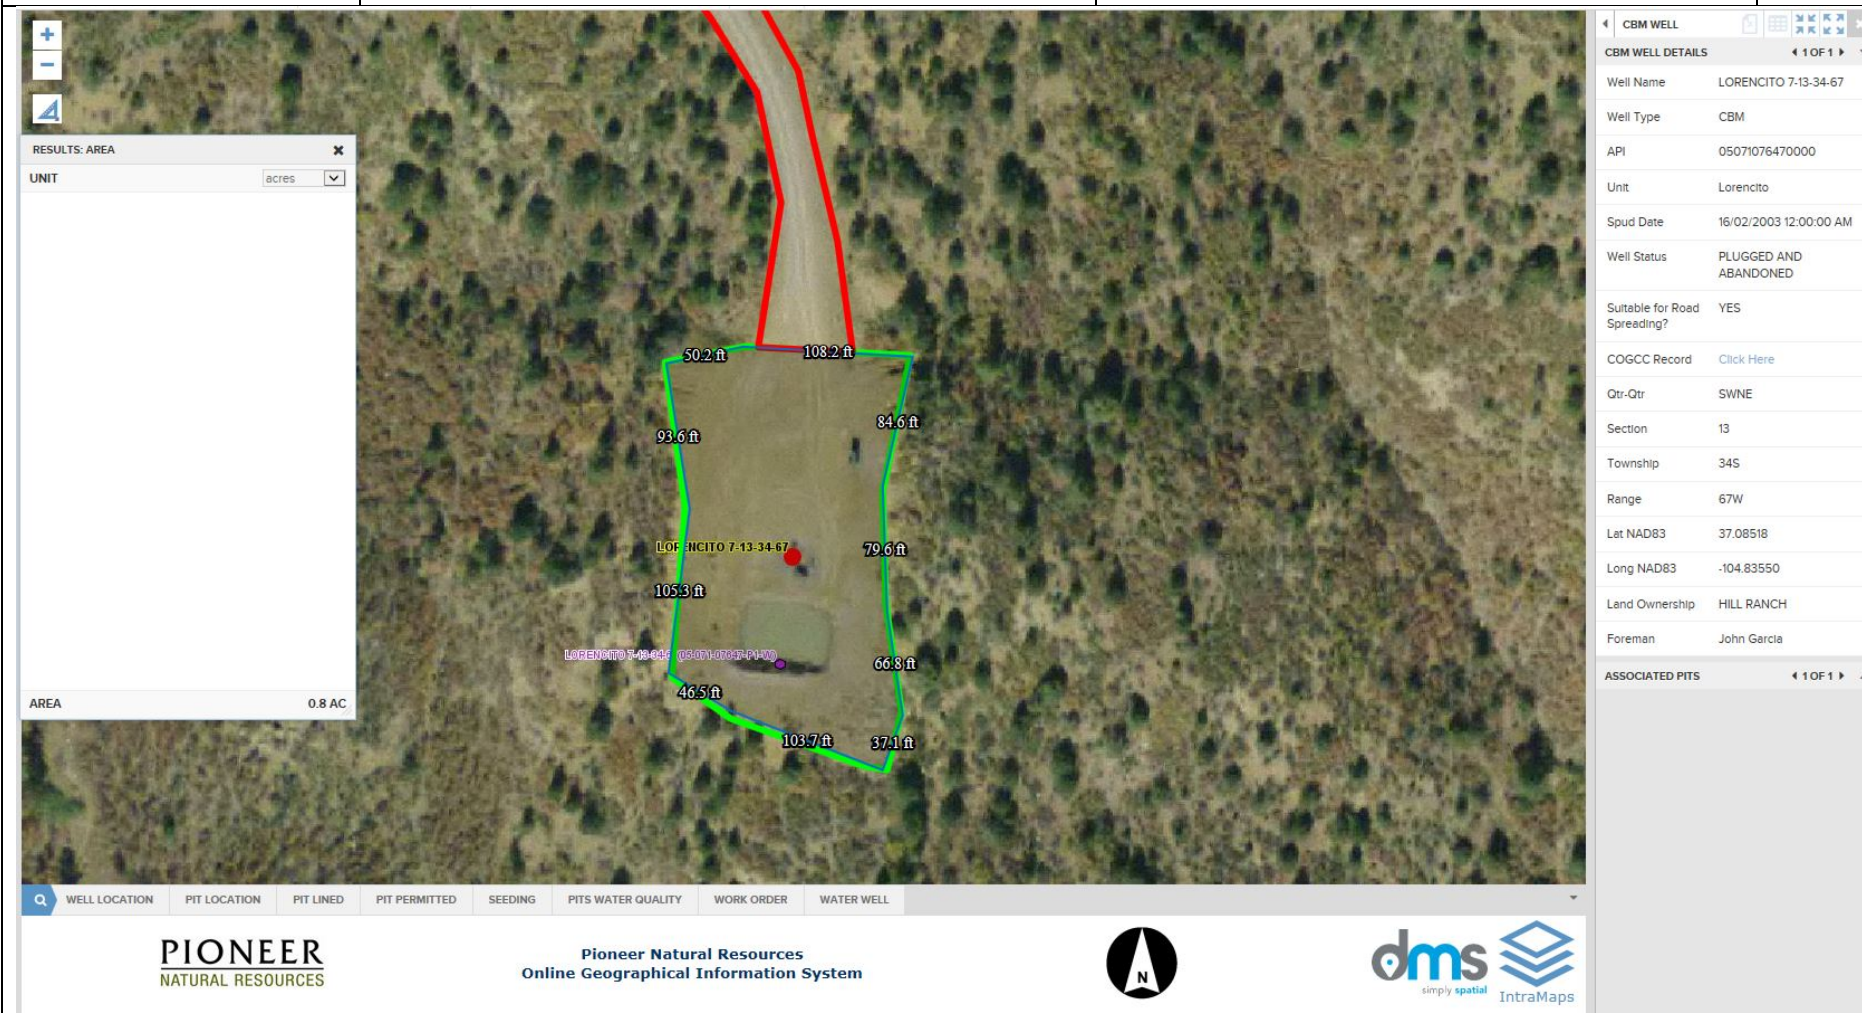 +
−
RESULTS: AREA ×
UNIT acres
AREA 0.8 AC
50.2 ft
108.2 ft
84.6 ft
93.6 ft
LORENCITO 7-13-34-67
79.6 ft
105.3 ft
66.8 ft
46.5 ft
103.7 ft
37.1 ft
CBM WELL
CBM WELL DETAILS 1 OF 1
Well Name LORENCITO 7-13-34-67
Well Type CBM
API 05071076470000
Unit Lorencito
Spud Date 16/02/2003 12:00:00 AM
Well Status PLUGGED AND
ABANDONED
Suitable for Road YES
Spreading?
COGCC Record Click Here
Qtr-Qtr SWNE
Section 13
Township 34S
Range 67W
Lat NAD83 37.08518
Long NAD83 -104.83550
Land Ownership HILL RANCH
Foreman John Garcia
ASSOCIATED PITS 1 OF 1
WELL LOCATION PIT LOCATION PIT LINED PIT PERMITTED SEEDING PITS WATER QUALITY WORK ORDER WATER WELL
PIONEER
NATURAL RESOURCES
Pioneer Natural Resources
Online Geographical Information System
N
dms
simply spatial
IntraMaps